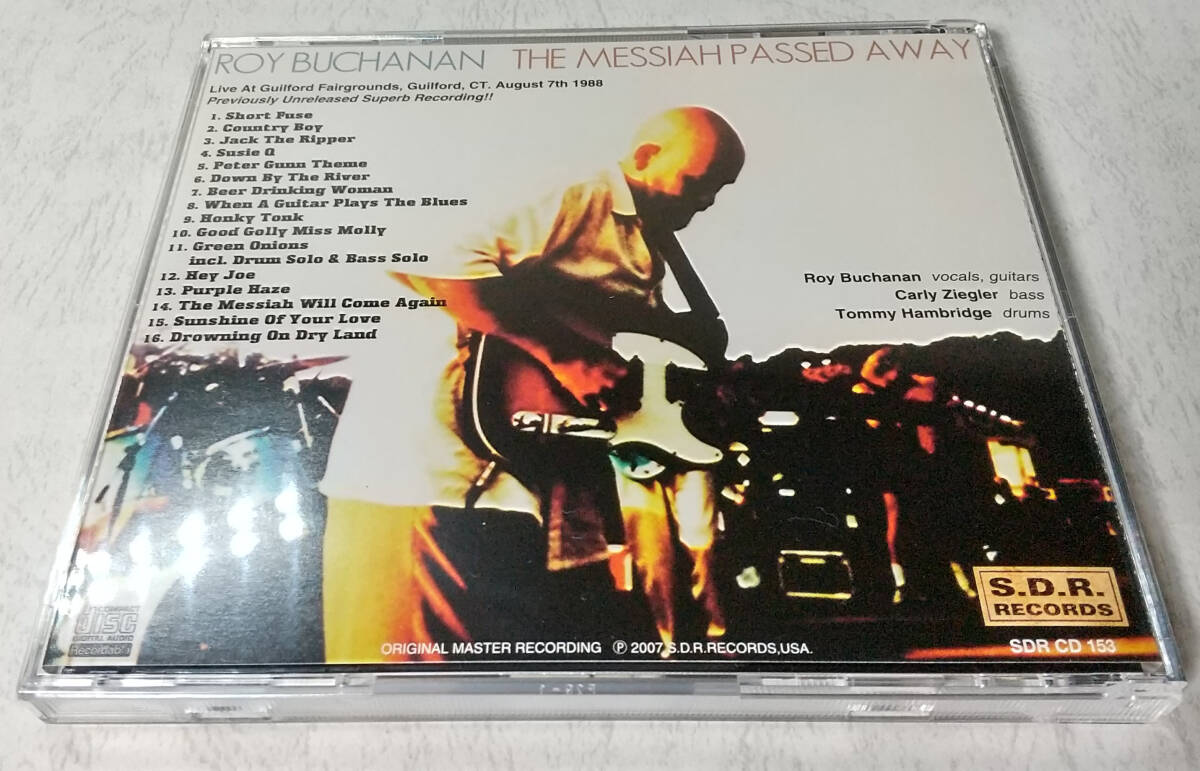 ROY BUCHANAN THE MESSIAH PASSED AWAY
Live At Guilford Fairgrounds, Guilford, CT. August 7th 1988
Previously Unreleased Superb Recording!!
1. Short Fuse
2. Country Boy
3. Jack The Ripper
4. Susie Q
5. Peter Gunn Theme
6. Down By The River
7. Beer Drinking Woman
8. When A Guitar Plays The Blues
9. Honky Tonk
10. Good Golly Miss Molly
11. Green Onions
incl. Drum Solo & Bass Solo
12. Hey Joe
13. Purple Haze
14. The Messiah Will Come Again
15. Sunshine Of Your Love
16. Drowning On Dry Land
Roy Buchanan vocals, guitars
Carly Ziegler bass
Tommy Hambridge drums
S.D.R.
RECORDS
COMPACT
DISC
DIGITAL AUDIO
ORIGINAL MASTER RECORDING Ⓟ 2007 S.D.R.RECORDS,USA.
SDR CD 153